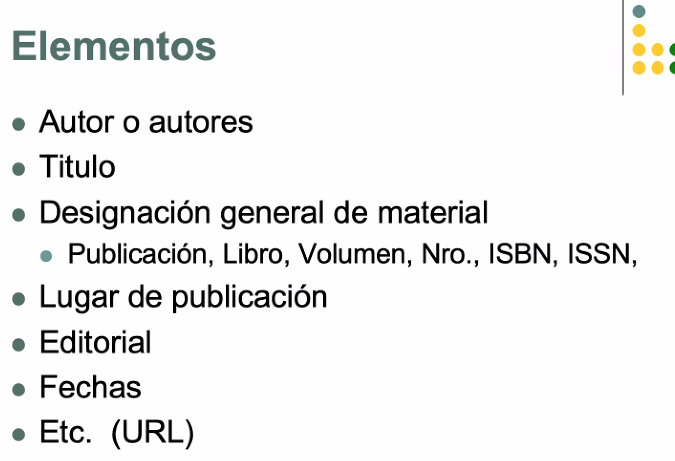 Elementos
Autor o autores
Titulo
Designación general de material
Publicación, Libro, Volumen, Nro., ISBN, ISSN,
Lugar de publicación
Editorial
Fechas
Etc. (URL)